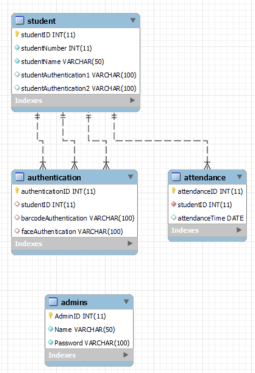 student
studentID INT(11)
studentNumber INT(11)
studentName VARCHAR(50)
studentAuthentication1 VARCHAR(100)
studentAuthentication2 VARCHAR(100)
Indexes
authentication
authenticationID INT(11)
studentID INT(11)
barcodeAuthentication VARCHAR(100)
faceAuthentication VARCHAR(100)
Indexes
attendance
attendanceID INT(11)
studentID INT(11)
attendanceTime DATE
Indexes
admins
AdminID INT(11)
Name VARCHAR(50)
Password VARCHAR(100)
Indexes